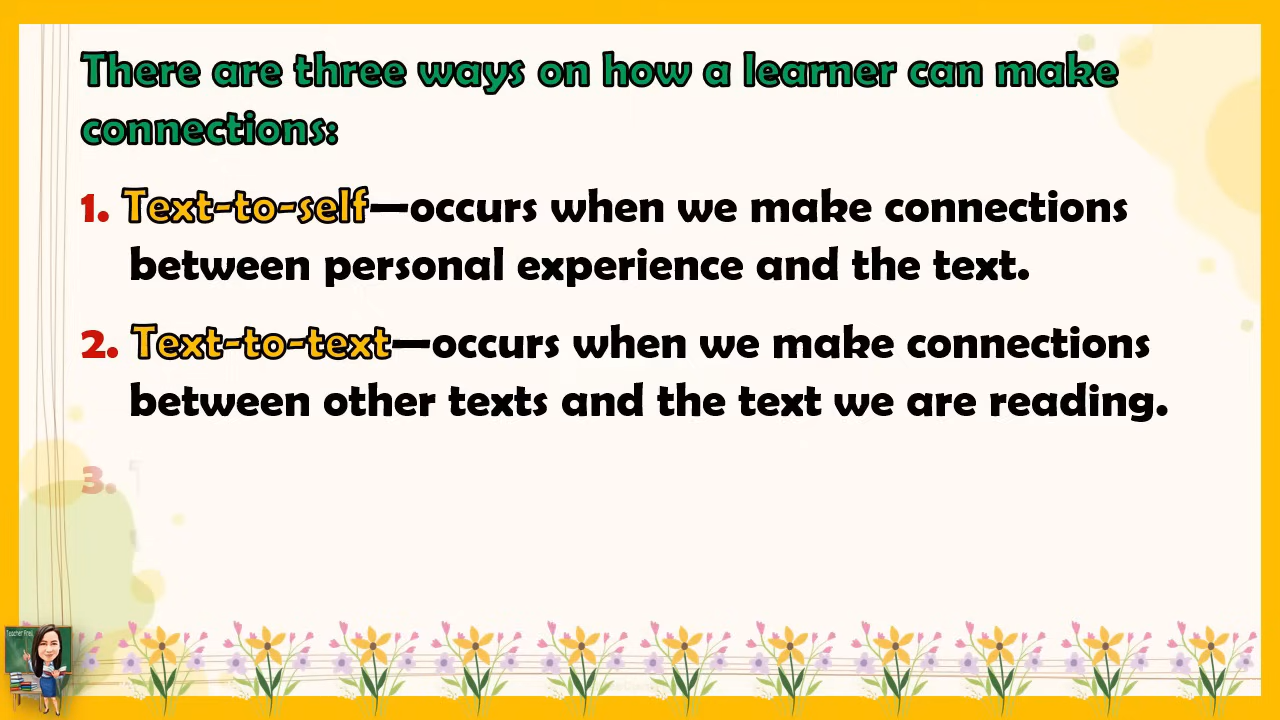 There are three ways on how a learner can make
connections:
1. Text-to-self—occurs when we make connections
between personal experience and the text.
2. Text-to-text—occurs when we make connections
between other texts and the text we are reading.
3.